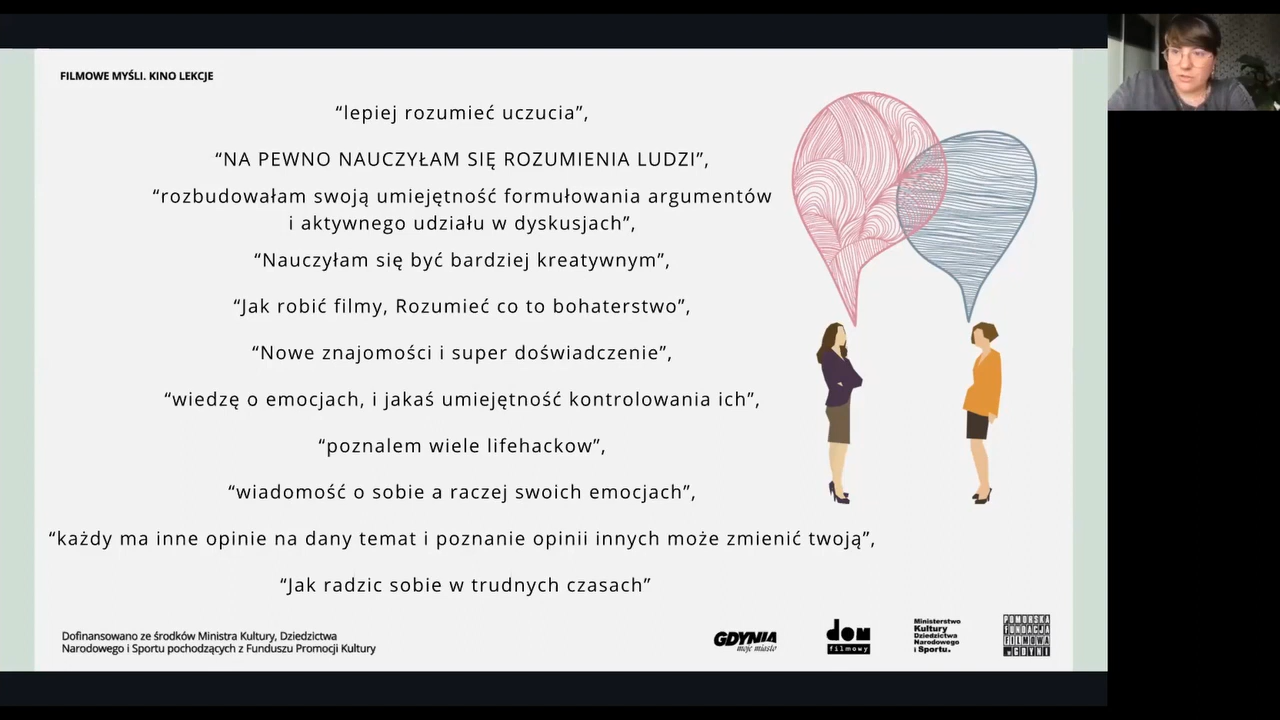 FILMOWE MYŚLI. KINO LEKCJE
“lepiej rozumieć uczucia”,
“NA PEWNO NAUCZYŁAM SIĘ ROZUMIENIA LUDZI”,
“rozbudowałam swoją umiejętność formułowania argumentów
i aktywnego udziału w dyskusjach”,
“Nauczyłam się być bardziej kreatywnym”,
“Jak robić filmy, Rozumieć co to bohaterstwo”,
“Nowe znajomości i super doświadczenie”,
“wiedzę o emocjach, i jakaś umiejętność kontrolowania ich”,
“poznalem wiele lifehackow”,
“wiadomość o sobie a raczej swoich emocjach”,
“każdy ma inne opinie na dany temat i poznanie opinii innych może zmienić twoją”,
“Jak radzic sobie w trudnych czasach”
Dofinansowano ze środków Ministra Kultury, Dziedzictwa
Narodowego i Sportu pochodzących z Funduszu Promocji Kultury
GDYNIA
moje miasto
dom
filmowy
Ministerstwo
Kultury
Dziedzictwa
Narodowego
i Sportu.
POMORSKA
FUNDACJA
FILMOWA
W GDYNI